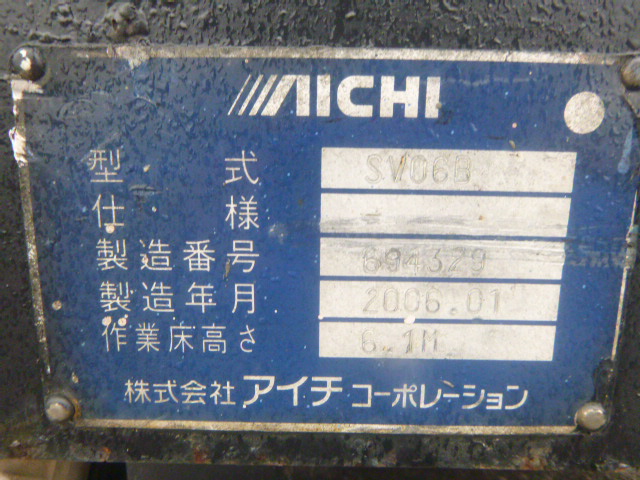 AICHI
型式 SV06B
仕様 -
製造番号 694329
製造年月 2006.01
作業床高さ 6.1M
株式会社 アイチ コーポレーション